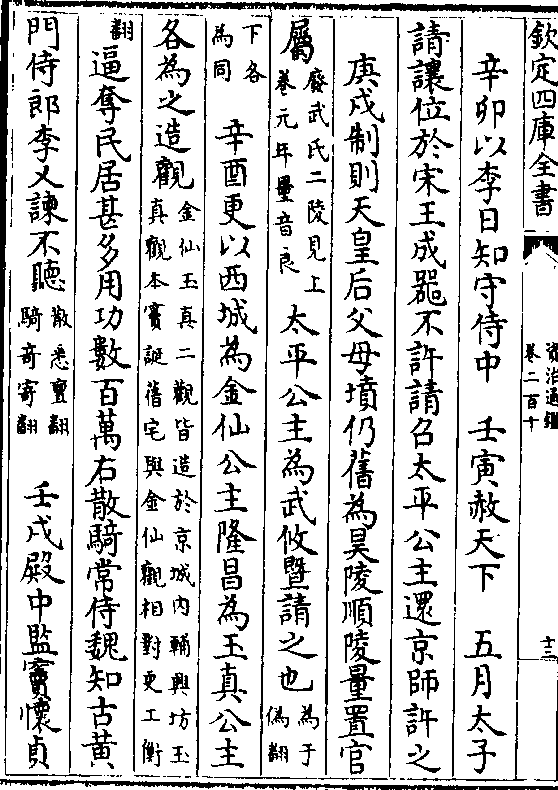 欽定四庫全書
資治通鑑
卷二百十
十三
辛卯以李日知守侍中　壬寅赦天下　五月太子
請讓位於宋王成器不許請召太平公主還京師許之
庚戌制則天皇后父母墳仍舊為昊陵順陵量置官
屬廢武氏二陵見上卷元年量音良　太平公主為武攸暨請之也為于偽翻
下各為同　辛酉更以西城為金仙公主隆昌為玉真公主
各為之造觀金仙玉真二觀皆造於京城內輔興坊玉真觀本竇誕舊宅與金仙觀相對更工衡
翻逼奪民居甚多用功數百萬右散騎常侍魏知古黃
門侍郎李乂諫不聽散悉亶翻騎奇寄翻　壬戌殿中監竇懷貞